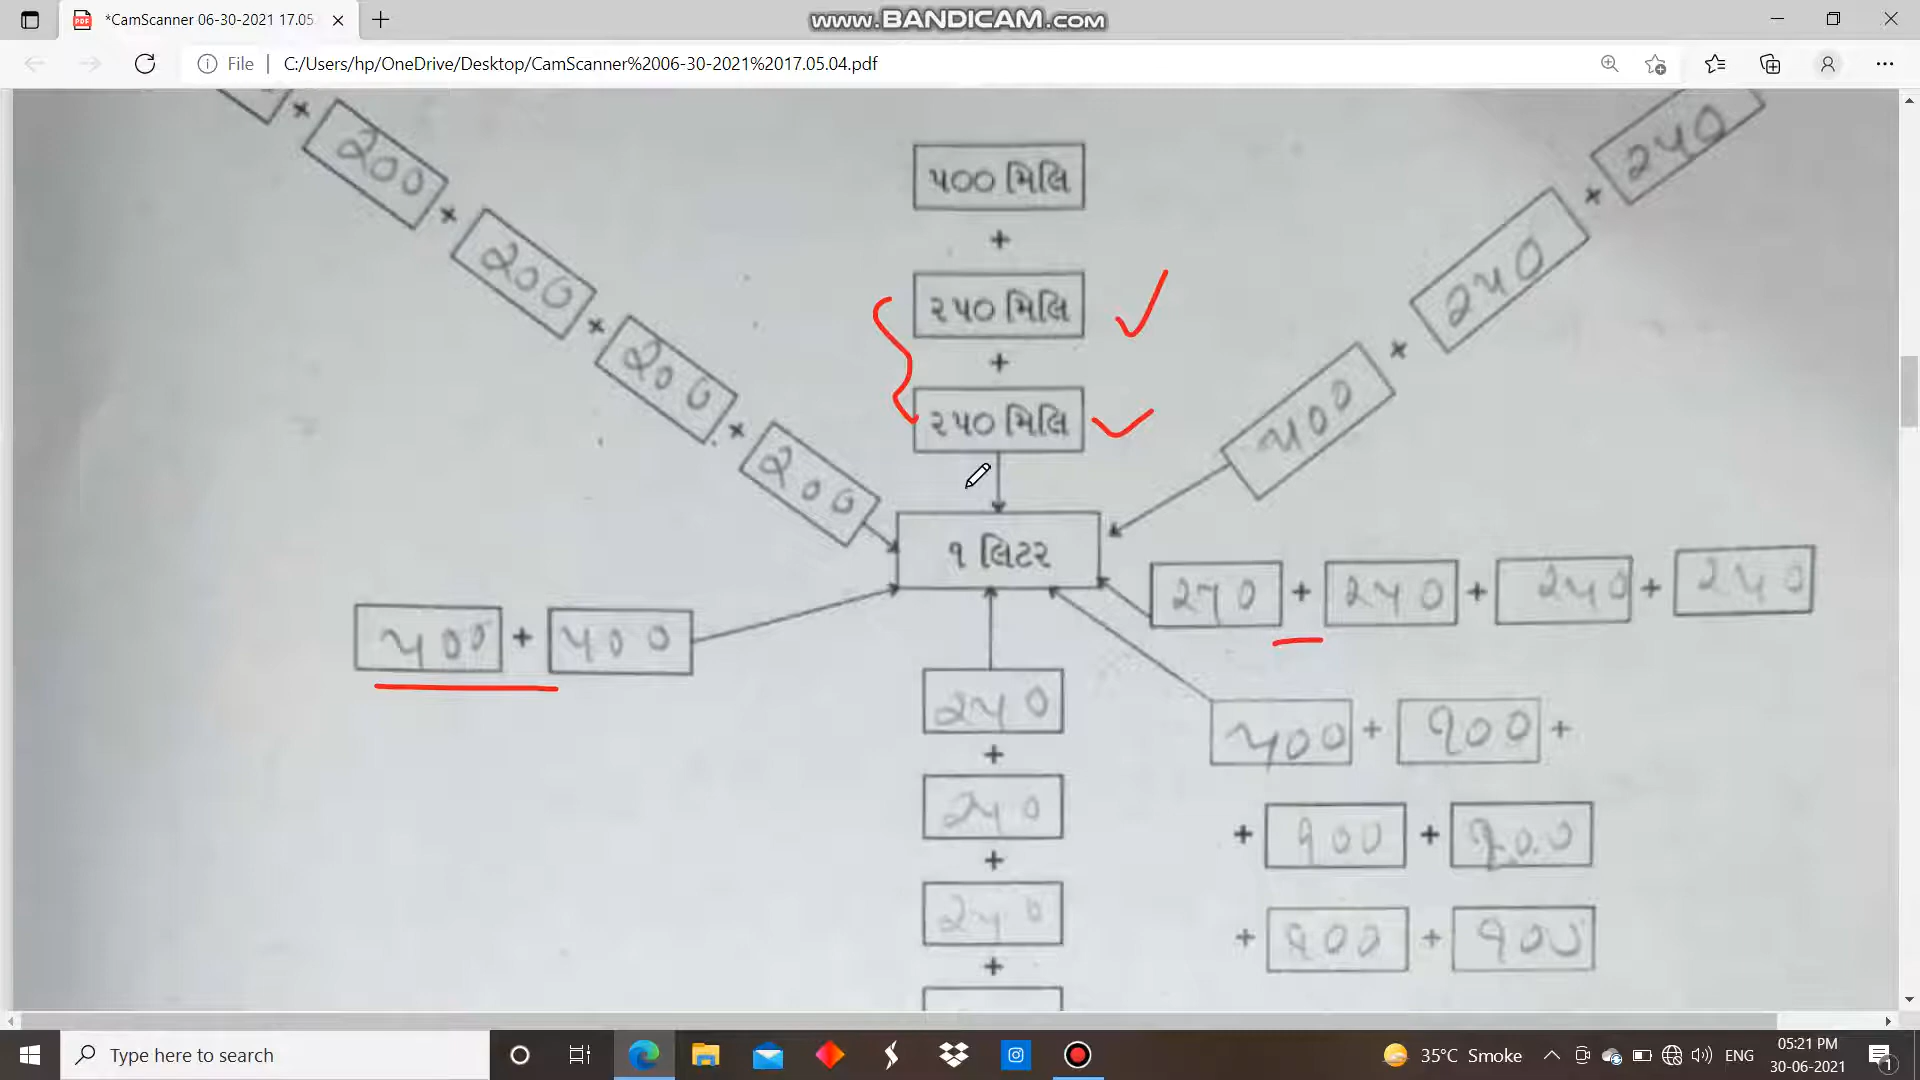 *CamScanner 06-30-2021 17.05
www.BANDICAM.com
File
C:/Users/hp/OneDrive/Desktop/CamScanner%2006-30-2021%2017.05.04.pdf
૫૦૦ મિલિ
+
૨૫૦ મિલિ
+
૨૫૦ મિલિ
+ ૨૦૦ + ૨૦૦ + ૨૦૦ + ૨૦૦
૫૦૦ + ૨૫૦ + ૨૫૦
૧ લિટર
૨૫૦ + ૨૫૦ + ૨૫૦ + ૨૫૦
૫૦૦ + ૫૦૦
૨૫૦
+
૨૫૦
+
૨૫૦
+
૫૦૦ + ૧૦૦ +
+ ૧૦૦ + ૧૦૦
+ ૧૦૦ + ૧૦૦
Type here to search
35°C Smoke
ENG
05:21 PM
30-06-2021
1